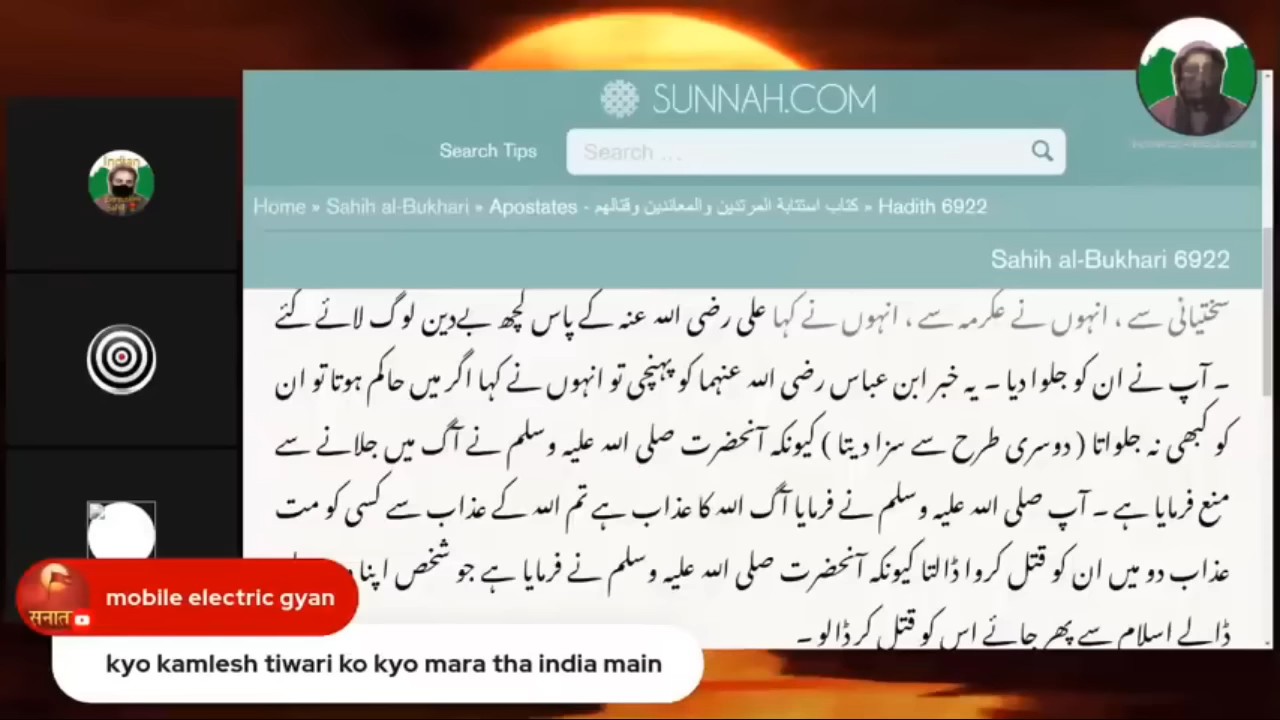 SUNNAH.COM
Search Tips
Search ...
Home » Sahih al-Bukhari » Apostates - كتاب استتابة المرتدين والمعاندين وقتالهم » Hadith 6922
Sahih al-Bukhari 6922
سختیانی سے ، انہوں نے عکرمہ سے ، انہوں نے کہا علی رضی اللہ عنہ کے پاس کچھ بےدین لوگ لائے گئے
۔ آپ نے ان کو جلوا دیا ۔ یہ خبر ابن عباس رضی اللہ عنہما کو پہنچی تو انہوں نے کہا اگر میں حاکم ہوتا تو ان
کو کبھی نہ جلواتا ( دوسری طرح سے سزا دیتا ) کیونکہ آنحضرت صلی اللہ علیہ وسلم نے آگ میں جلانے سے
منع فرمایا ہے ۔ آپ صلی اللہ علیہ وسلم نے فرمایا آگ اللہ کا عذاب ہے تم اللہ کے عذاب سے کسی کو مت
عذاب دو میں ان کو قتل کروا ڈالتا کیونکہ آنحضرت صلی اللہ علیہ وسلم نے فرمایا ہے جو شخص اپنا
ڈالے اسلام سے پھر جائے اس کو قتل کر ڈالو ۔
Indian
सनात
mobile electric gyan
kyo kamlesh tiwari ko kyo mara tha india main